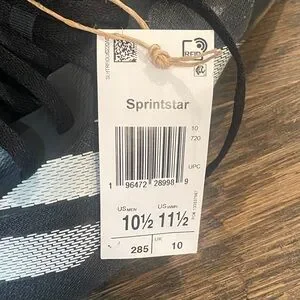 RFID
Sprintstar
10
720
UPC
1 96472 28998 9
US MEN US WMN
10½ 11½
UK
285 10